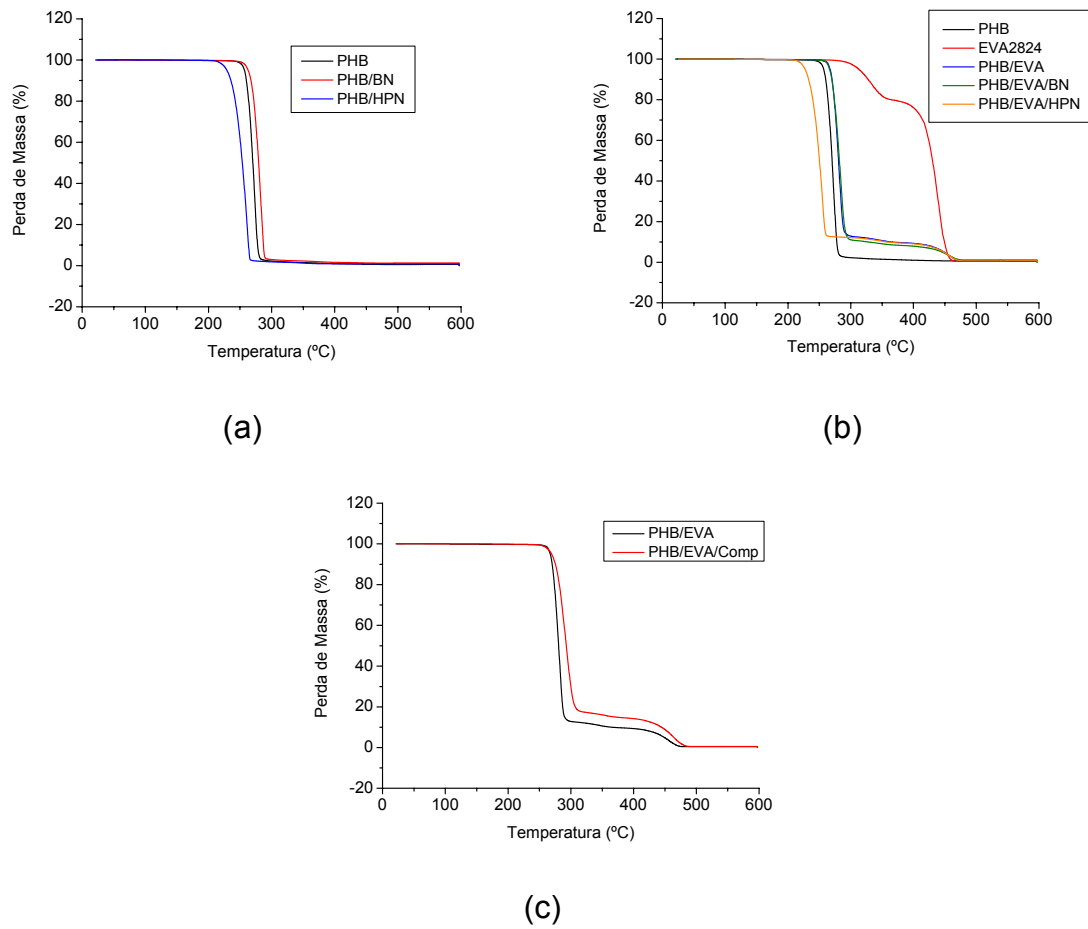 120
100
80
60
40
20
0
-20
Perda de Massa (%)
0 100 200 300 400 500 600
Temperatura (ºC)
PHB
PHB/BN
PHB/HPN
(a)
120
100
80
60
40
20
0
-20
Perda de Massa (%)
0 100 200 300 400 500 600
Temperatura (ºC)
PHB
EVA2824
PHB/EVA
PHB/EVA/BN
PHB/EVA/HPN
(b)
120
100
80
60
40
20
0
-20
Perda de Massa (%)
0 100 200 300 400 500 600
Temperatura (ºC)
PHB/EVA
PHB/EVA/Comp
(c)